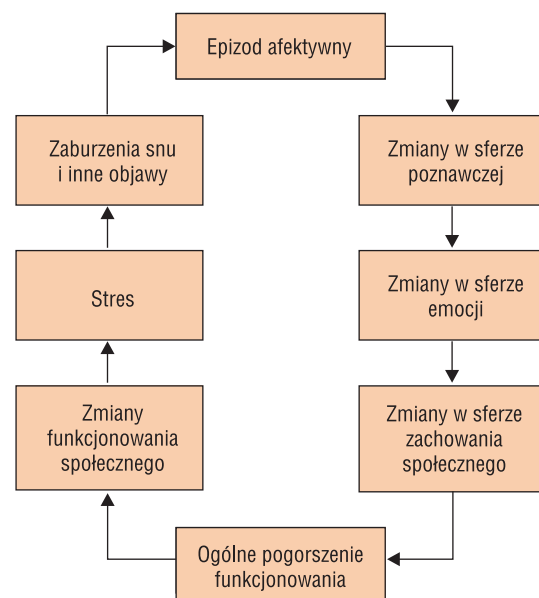 Epizod afektywny
Zmiany w sferze
poznawczej
Zmiany w sferze
emocji
Zmiany w sferze
zachowania
społecznego
Ogólne pogorszenie
funkcjonowania
Zmiany
funkcjonowania
społecznego
Stres
Zaburzenia snu
i inne objawy